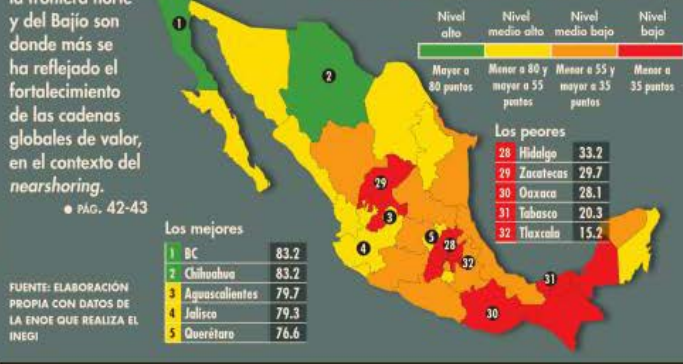 la frontera norte
y del Bajío son
donde más se
ha reflejado el
fortalecimiento
de las cadenas
globales de valor,
en el contexto del
nearshoring.
● PÁG. 42-43
FUENTE: ELABORACIÓN
PROPIA CON DATOS DE
LA ENOE QUE REALIZA EL
INEGI
Nivel alto
Mayor a
80 puntos
Nivel
medio alto
Menor a 80 y
mayor a 55
puntos
Nivel
medio bajo
Menor a 55 y
mayor a 35
puntos
Nivel
bajo
Menor a
35 puntos
1
2
29
3
4
5
28
32
31
30
Los mejores
1 BC 83.2
2 Chihuahua 83.2
3 Aguascalientes 79.7
4 Jalisco 79.3
5 Querétaro 76.6
Los peores
28 Hidalgo 33.2
29 Zacatecas 29.7
30 Oaxaca 28.1
31 Tabasco 20.3
32 Tlaxcala 15.2